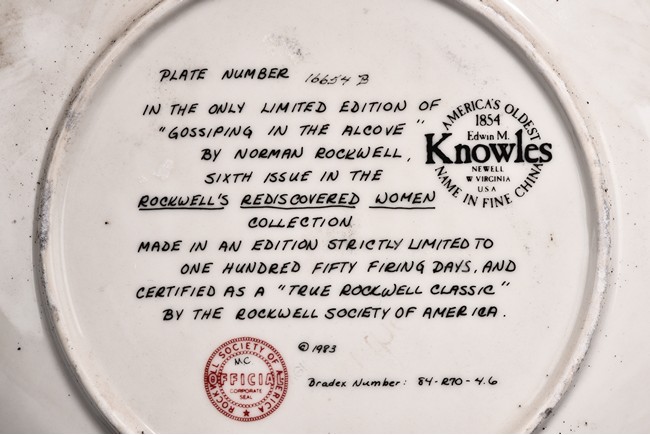 PLATE NUMBER 16654 B
IN THE ONLY LIMITED EDITION OF
"GOSSIPING IN THE ALCOVE"
BY NORMAN ROCKWELL,
SIXTH ISSUE IN THE
ROCKWELL'S REDISCOVERED WOMEN
COLLECTION.
MADE IN AN EDITION STRICTLY LIMITED TO
ONE HUNDRED FIFTY FIRING DAYS, AND
CERTIFIED AS A "TRUE ROCKWELL CLASSIC"
BY THE ROCKWELL SOCIETY OF AMERICA.
AMERICA'S OLDEST
1854
Edwin M.
Knowles
NEWELL
W VIRGINIA
USA
NAME IN FINE CHINA
© 1983
Bradex Number: 84-R70-4.6
ROCKWELL SOCIETY OF AMERICA
MC
OFFICIAL
CORPORATE
SEAL